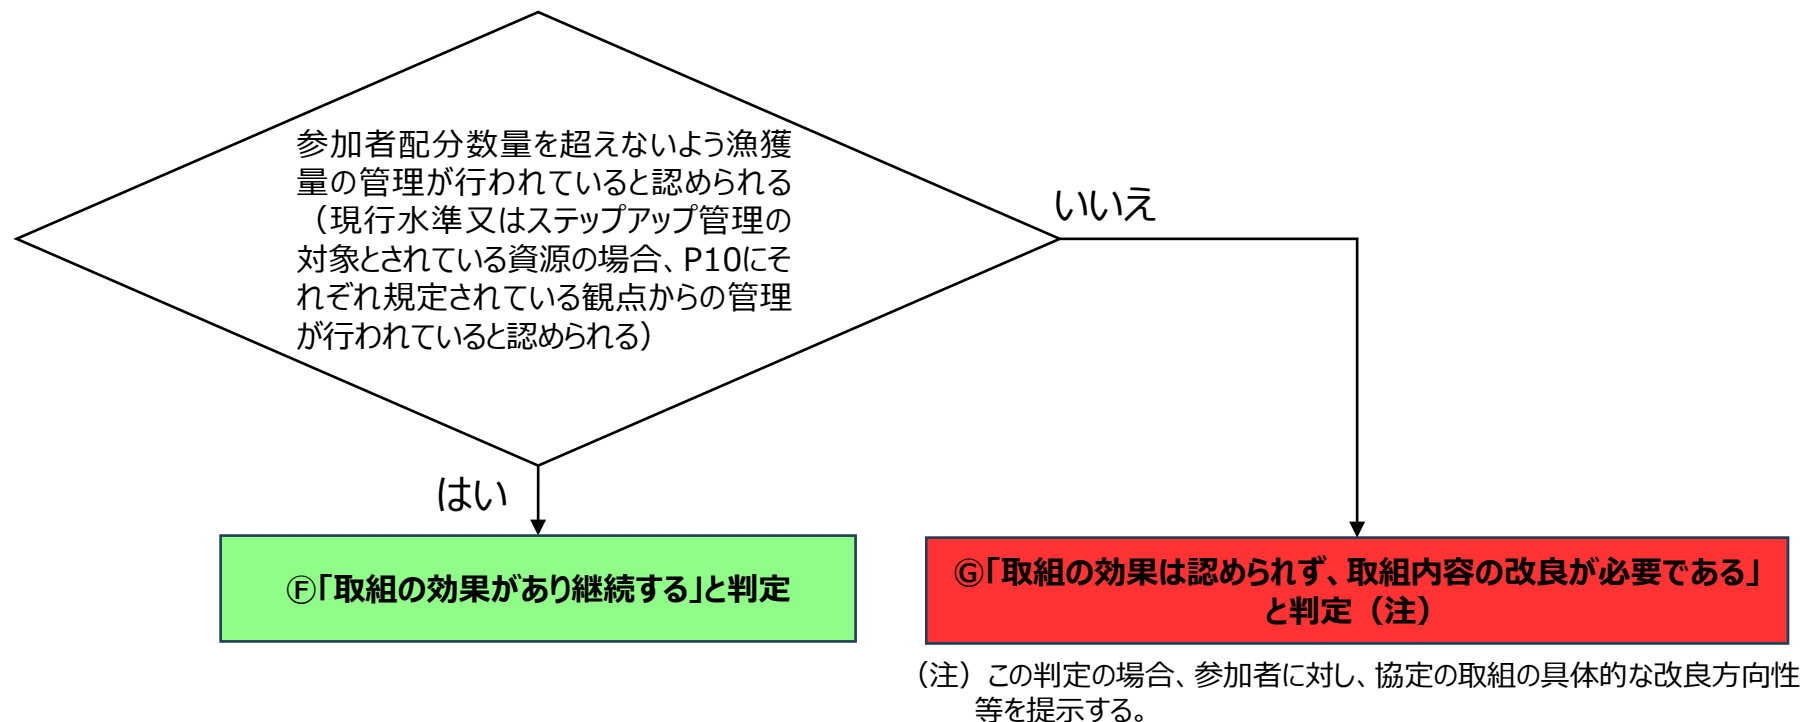 参加者配分数量を超えないよう漁獲
量の管理が行われていると認められる
（現行水準又はステップアップ管理の
対象とされている資源の場合、P10にそ
れぞれ規定されている観点からの管理
が行われていると認められる）
いいえ
はい
Ⓕ「取組の効果があり継続する」と判定
Ⓖ「取組の効果は認められず、取組内容の改良が必要である」
と判定（注）
（注）この判定の場合、参加者に対し、協定の取組の具体的な改良方向性
等を提示する。